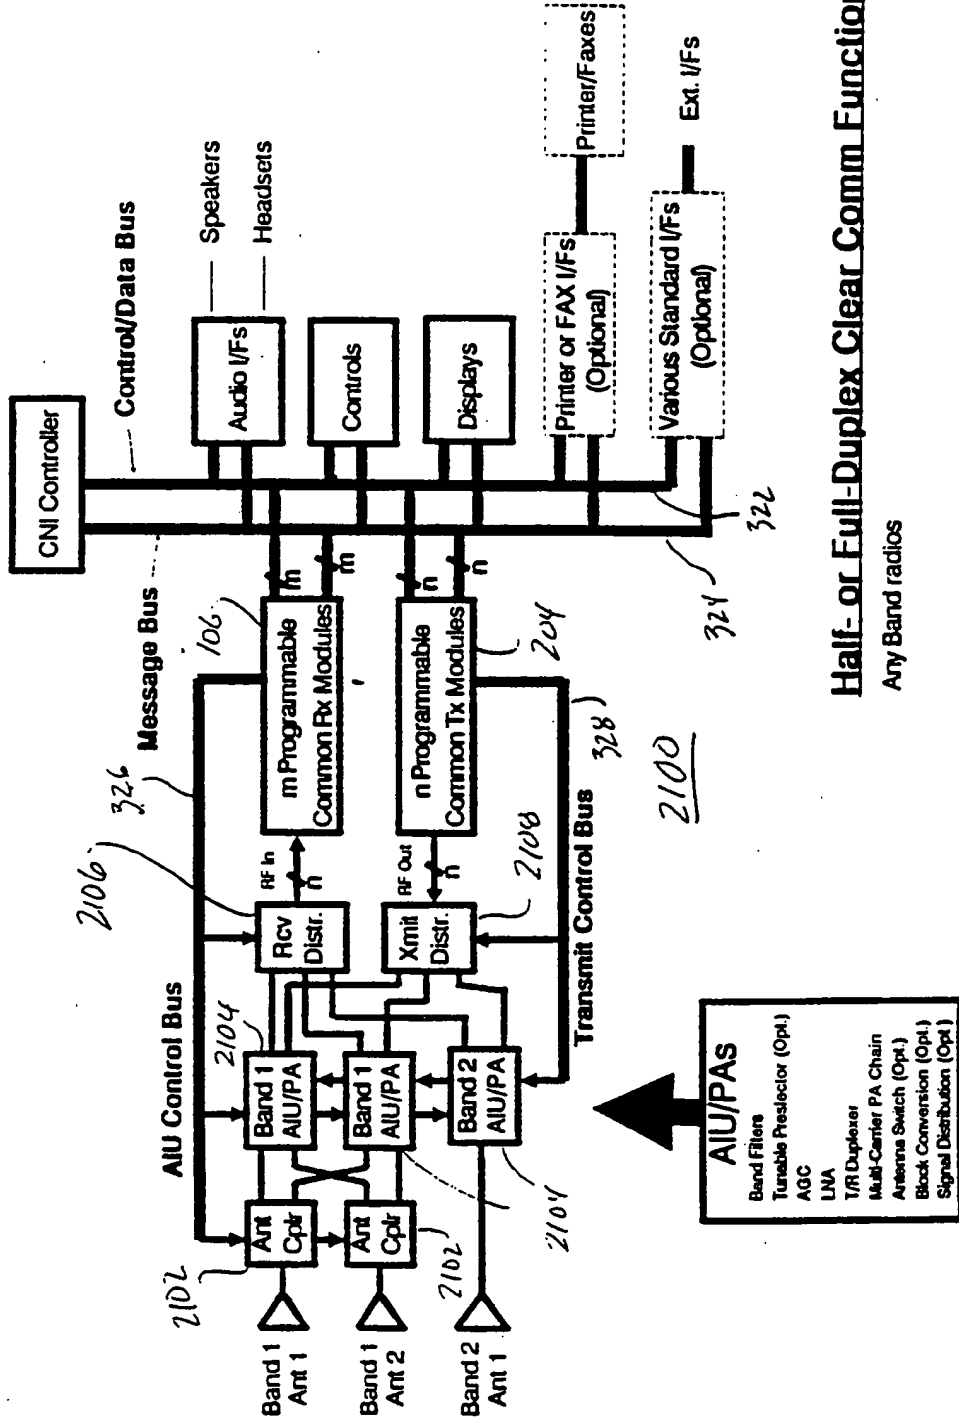 CNI Controller
Message Bus
Control/Data Bus
Speakers
Headsets
Audio I/Fs
Controls
Displays
Printer or FAX I/Fs
(Optional)
Printer/Faxes
Various Standard I/Fs
(Optional)
Ext. I/Fs
322
324
AIU Control Bus
326
106
m Programmable
Common Rx Modules
m
m
n Programmable
Common Tx Modules
n
n
204
328
Transmit Control Bus
2106
Rcv
Distr.
RF In
n
Xmit
Distr.
RF Out
n
2108
2104
Band 1
AIU/PA
Band 1
AIU/PA
Band 2
AIU/PA
2104
2102
Ant
Cplr
Ant
Cplr
2102
Band 1
Ant 1
Band 1
Ant 2
Band 2
Ant 1
2100
AIU/PAs
Band Filters
Tunable Preslector (Opt.)
AGC
LNA
T/R Duplexer
Multi-Carrier PA Chain
Antenna Switch (Opt.)
Block Conversion (Opt.)
Signal Distribution (Opt.)
Half- or Full-Duplex Clear Comm Function
Any Band radios